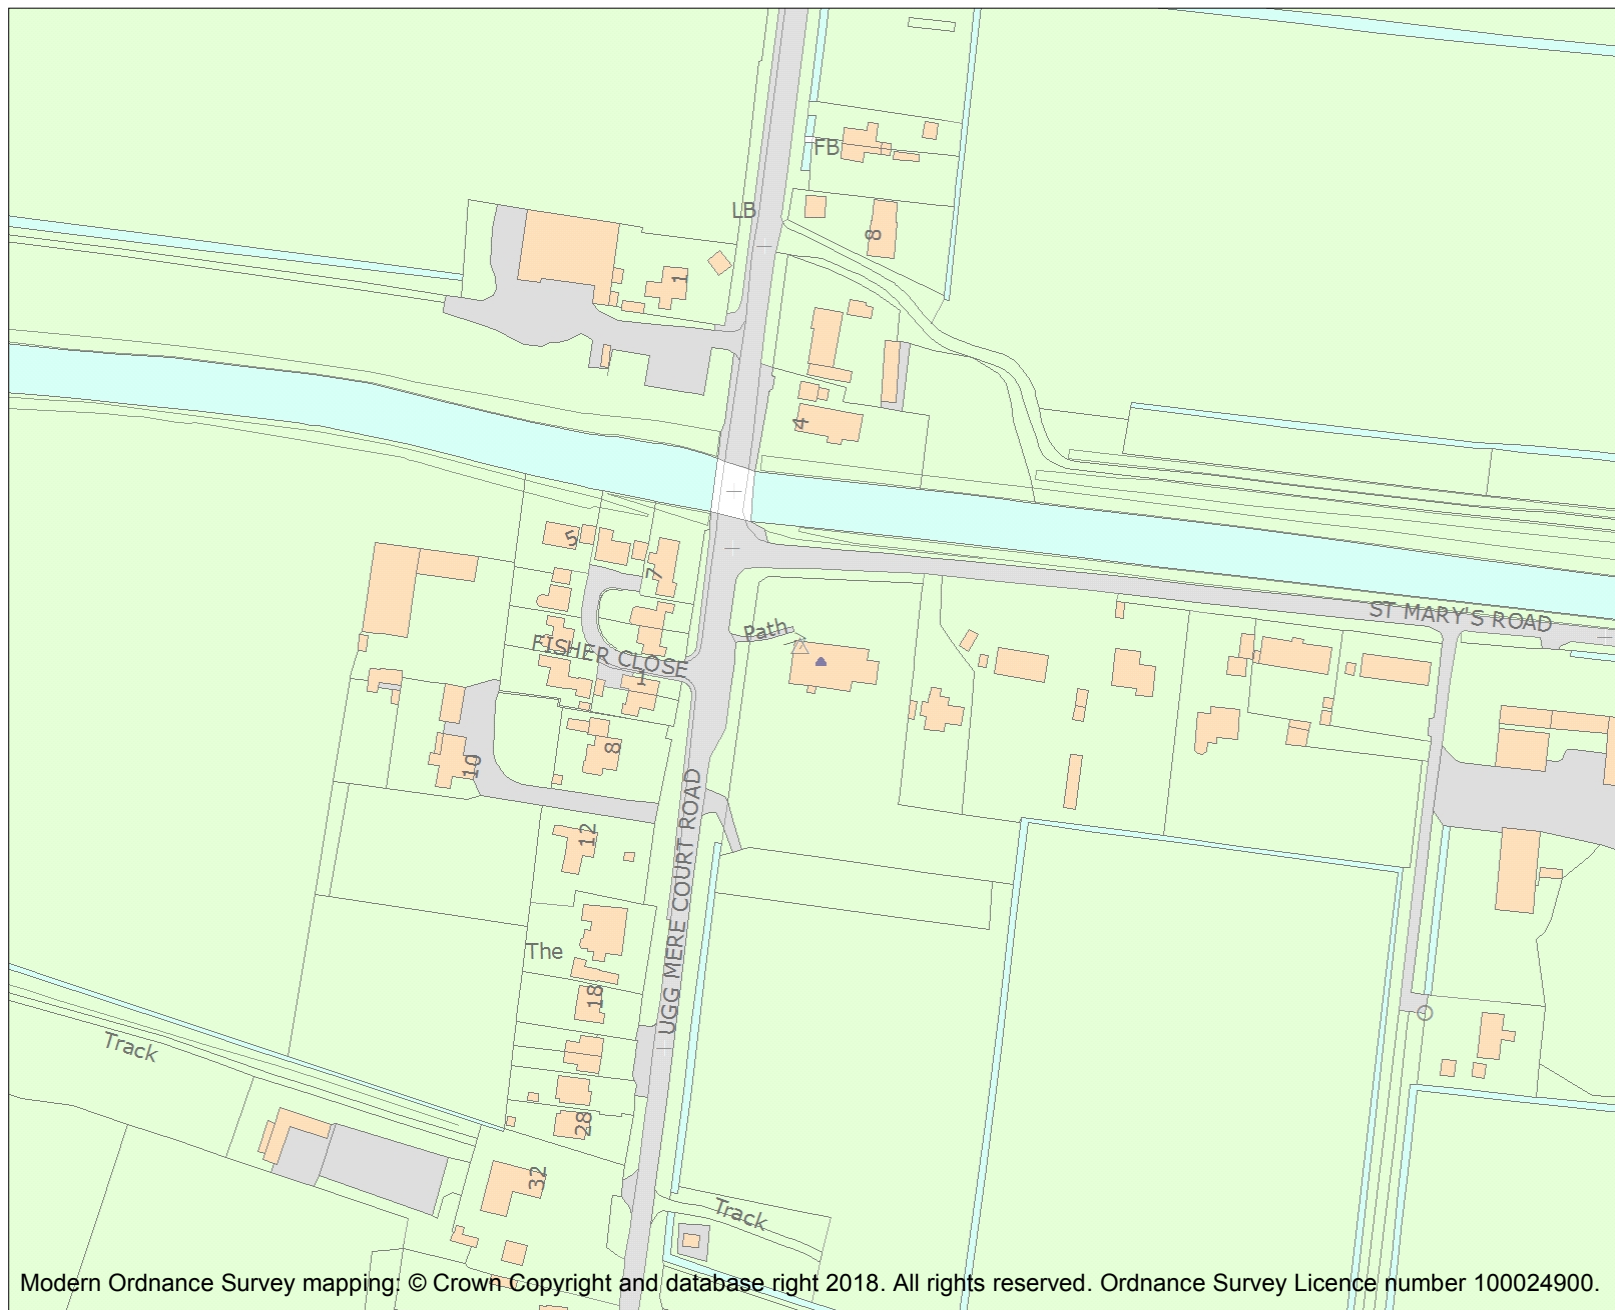 FB
LB
8
1
4
5
7
Path
ST MARY'S ROAD
FISHER CLOSE
1
8
10
UGG MERE COURT ROAD
12
The
18
Track
28
32
Track
Modern Ordnance Survey mapping: © Crown Copyright and database right 2018. All rights reserved. Ordnance Survey Licence number 100024900.